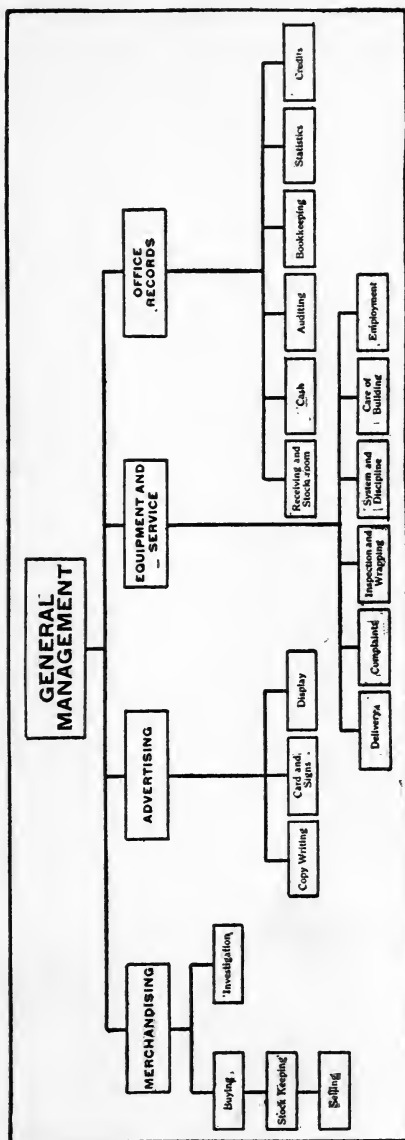 GENERAL
MANAGEMENT
MERCHANDISING
ADVERTISING
EQUIPMENT AND
SERVICE
OFFICE
RECORDS
Buying
Investigation
Stock Keeping
Selling
Copy Writing
Card and
Signs
Display
Delivery
Complaints
Inspection and
Wrapping
System and
Discipline
Care of
Building
Employment
Receiving and
Stock-room
Cash
Auditing
Bookkeeping
Statistics
Credits